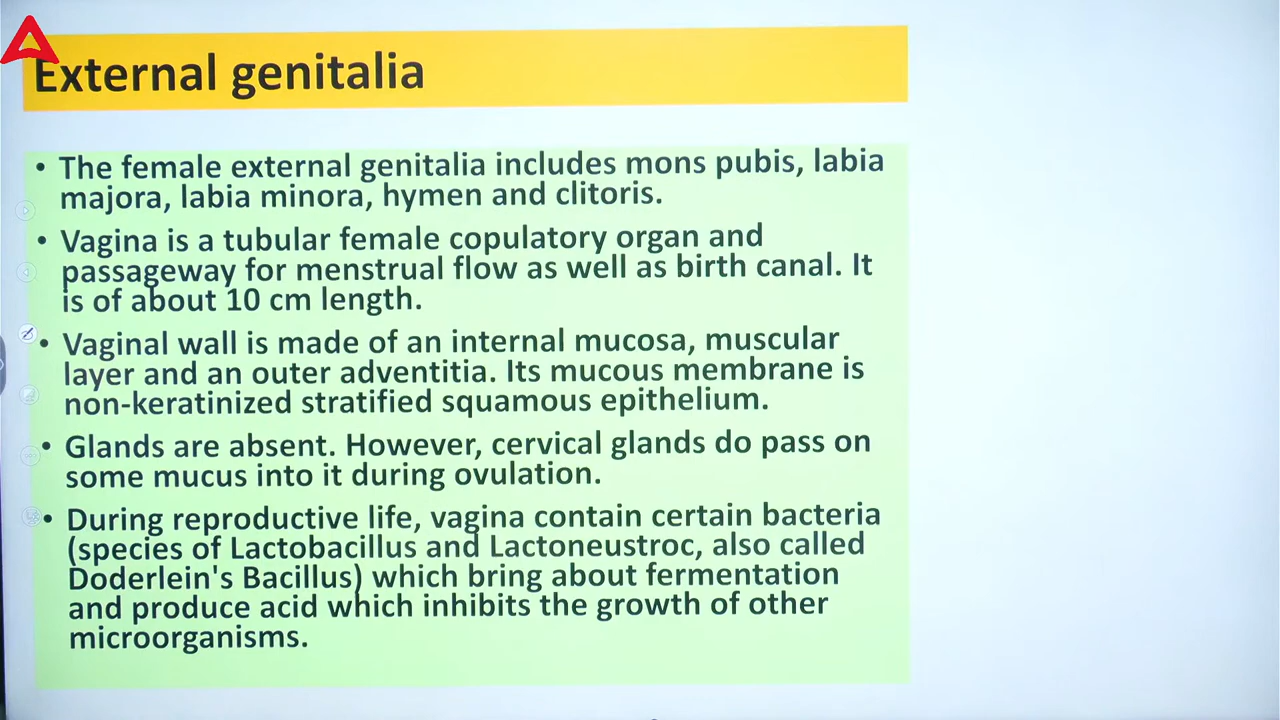 External genitalia
• The female external genitalia includes mons pubis, labia
majora, labia minora, hymen and clitoris.
• Vagina is a tubular female copulatory organ and
passageway for menstrual flow as well as birth canal. It
is of about 10 cm length.
• Vaginal wall is made of an internal mucosa, muscular
layer and an outer adventitia. Its mucous membrane is
non-keratinized stratified squamous epithelium.
• Glands are absent. However, cervical glands do pass on
some mucus into it during ovulation.
• During reproductive life, vagina contain certain bacteria
(species of Lactobacillus and Lactoneustroc, also called
Doderlein's Bacillus) which bring about fermentation
and produce acid which inhibits the growth of other
microorganisms.